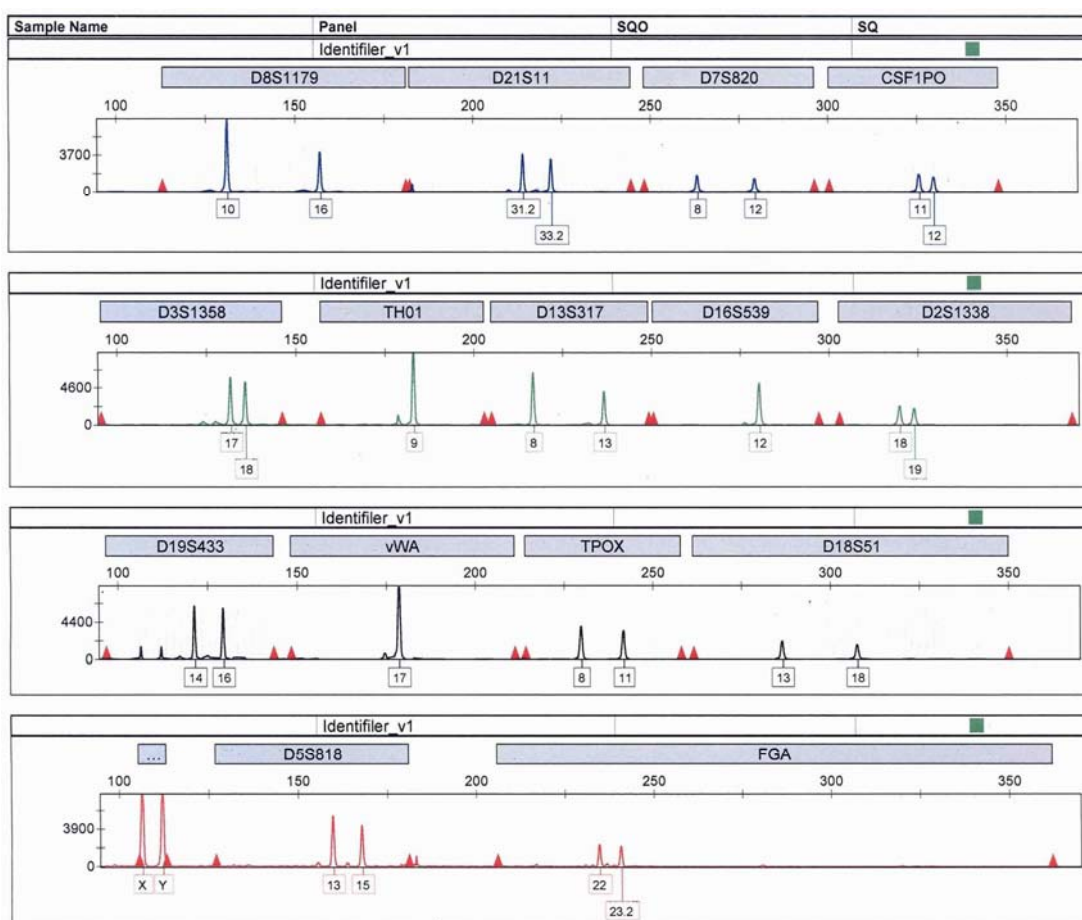 Sample Name Panel SQO SQ
Identifiler_v1
D8S1179 D21S11 D7S820 CSF1PO
100 150 200 250 300 350
3700
0
10 16 31.2 8 12 11
33.2 12
Identifiler_v1
D3S1358 TH01 D13S317 D16S539 D2S1338
100 150 200 250 300 350
4600
0
17 9 8 13 12 18
18 19
Identifiler_v1
D19S433 vWA TPOX D18S51
100 150 200 250 300 350
4400
0
14 16 17 8 11 13 18
Identifiler_v1
... D5S818 FGA
100 150 200 250 300 350
3900
0
X Y 13 15 22
23.2